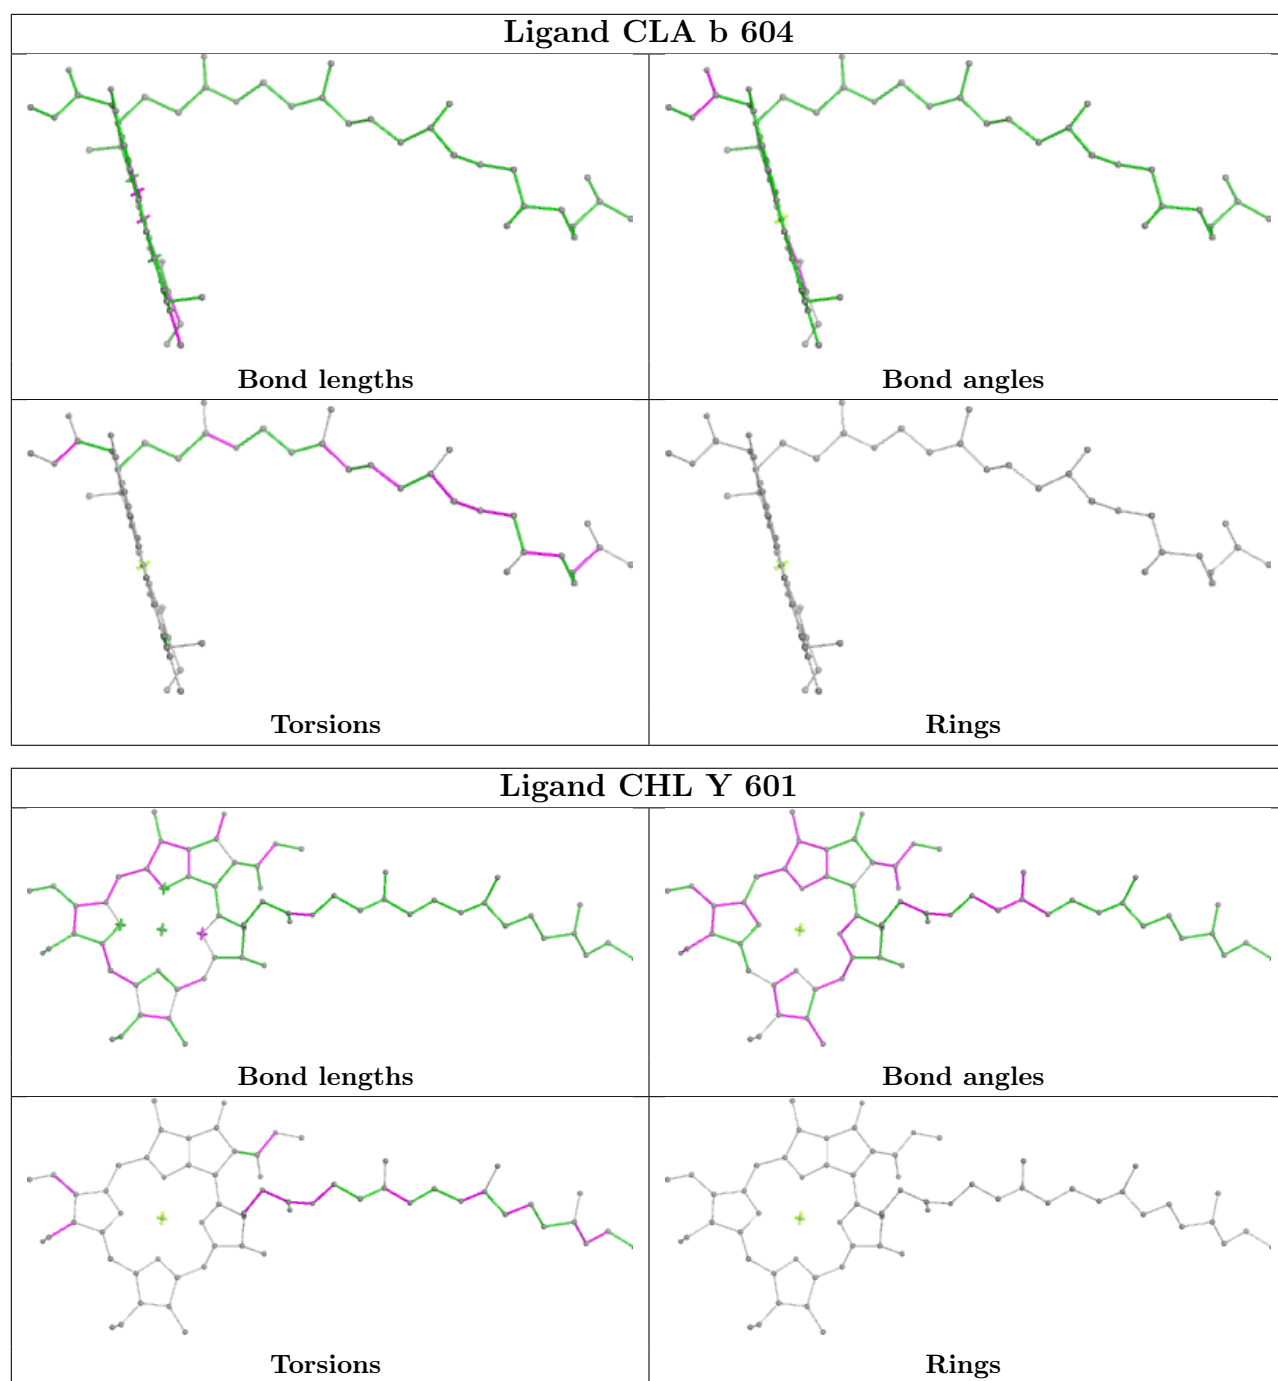 Ligand CLA b 604
Bond lengths
Bond angles
Torsions
Rings
Ligand CHL Y 601
Bond lengths
Bond angles
Torsions
Rings